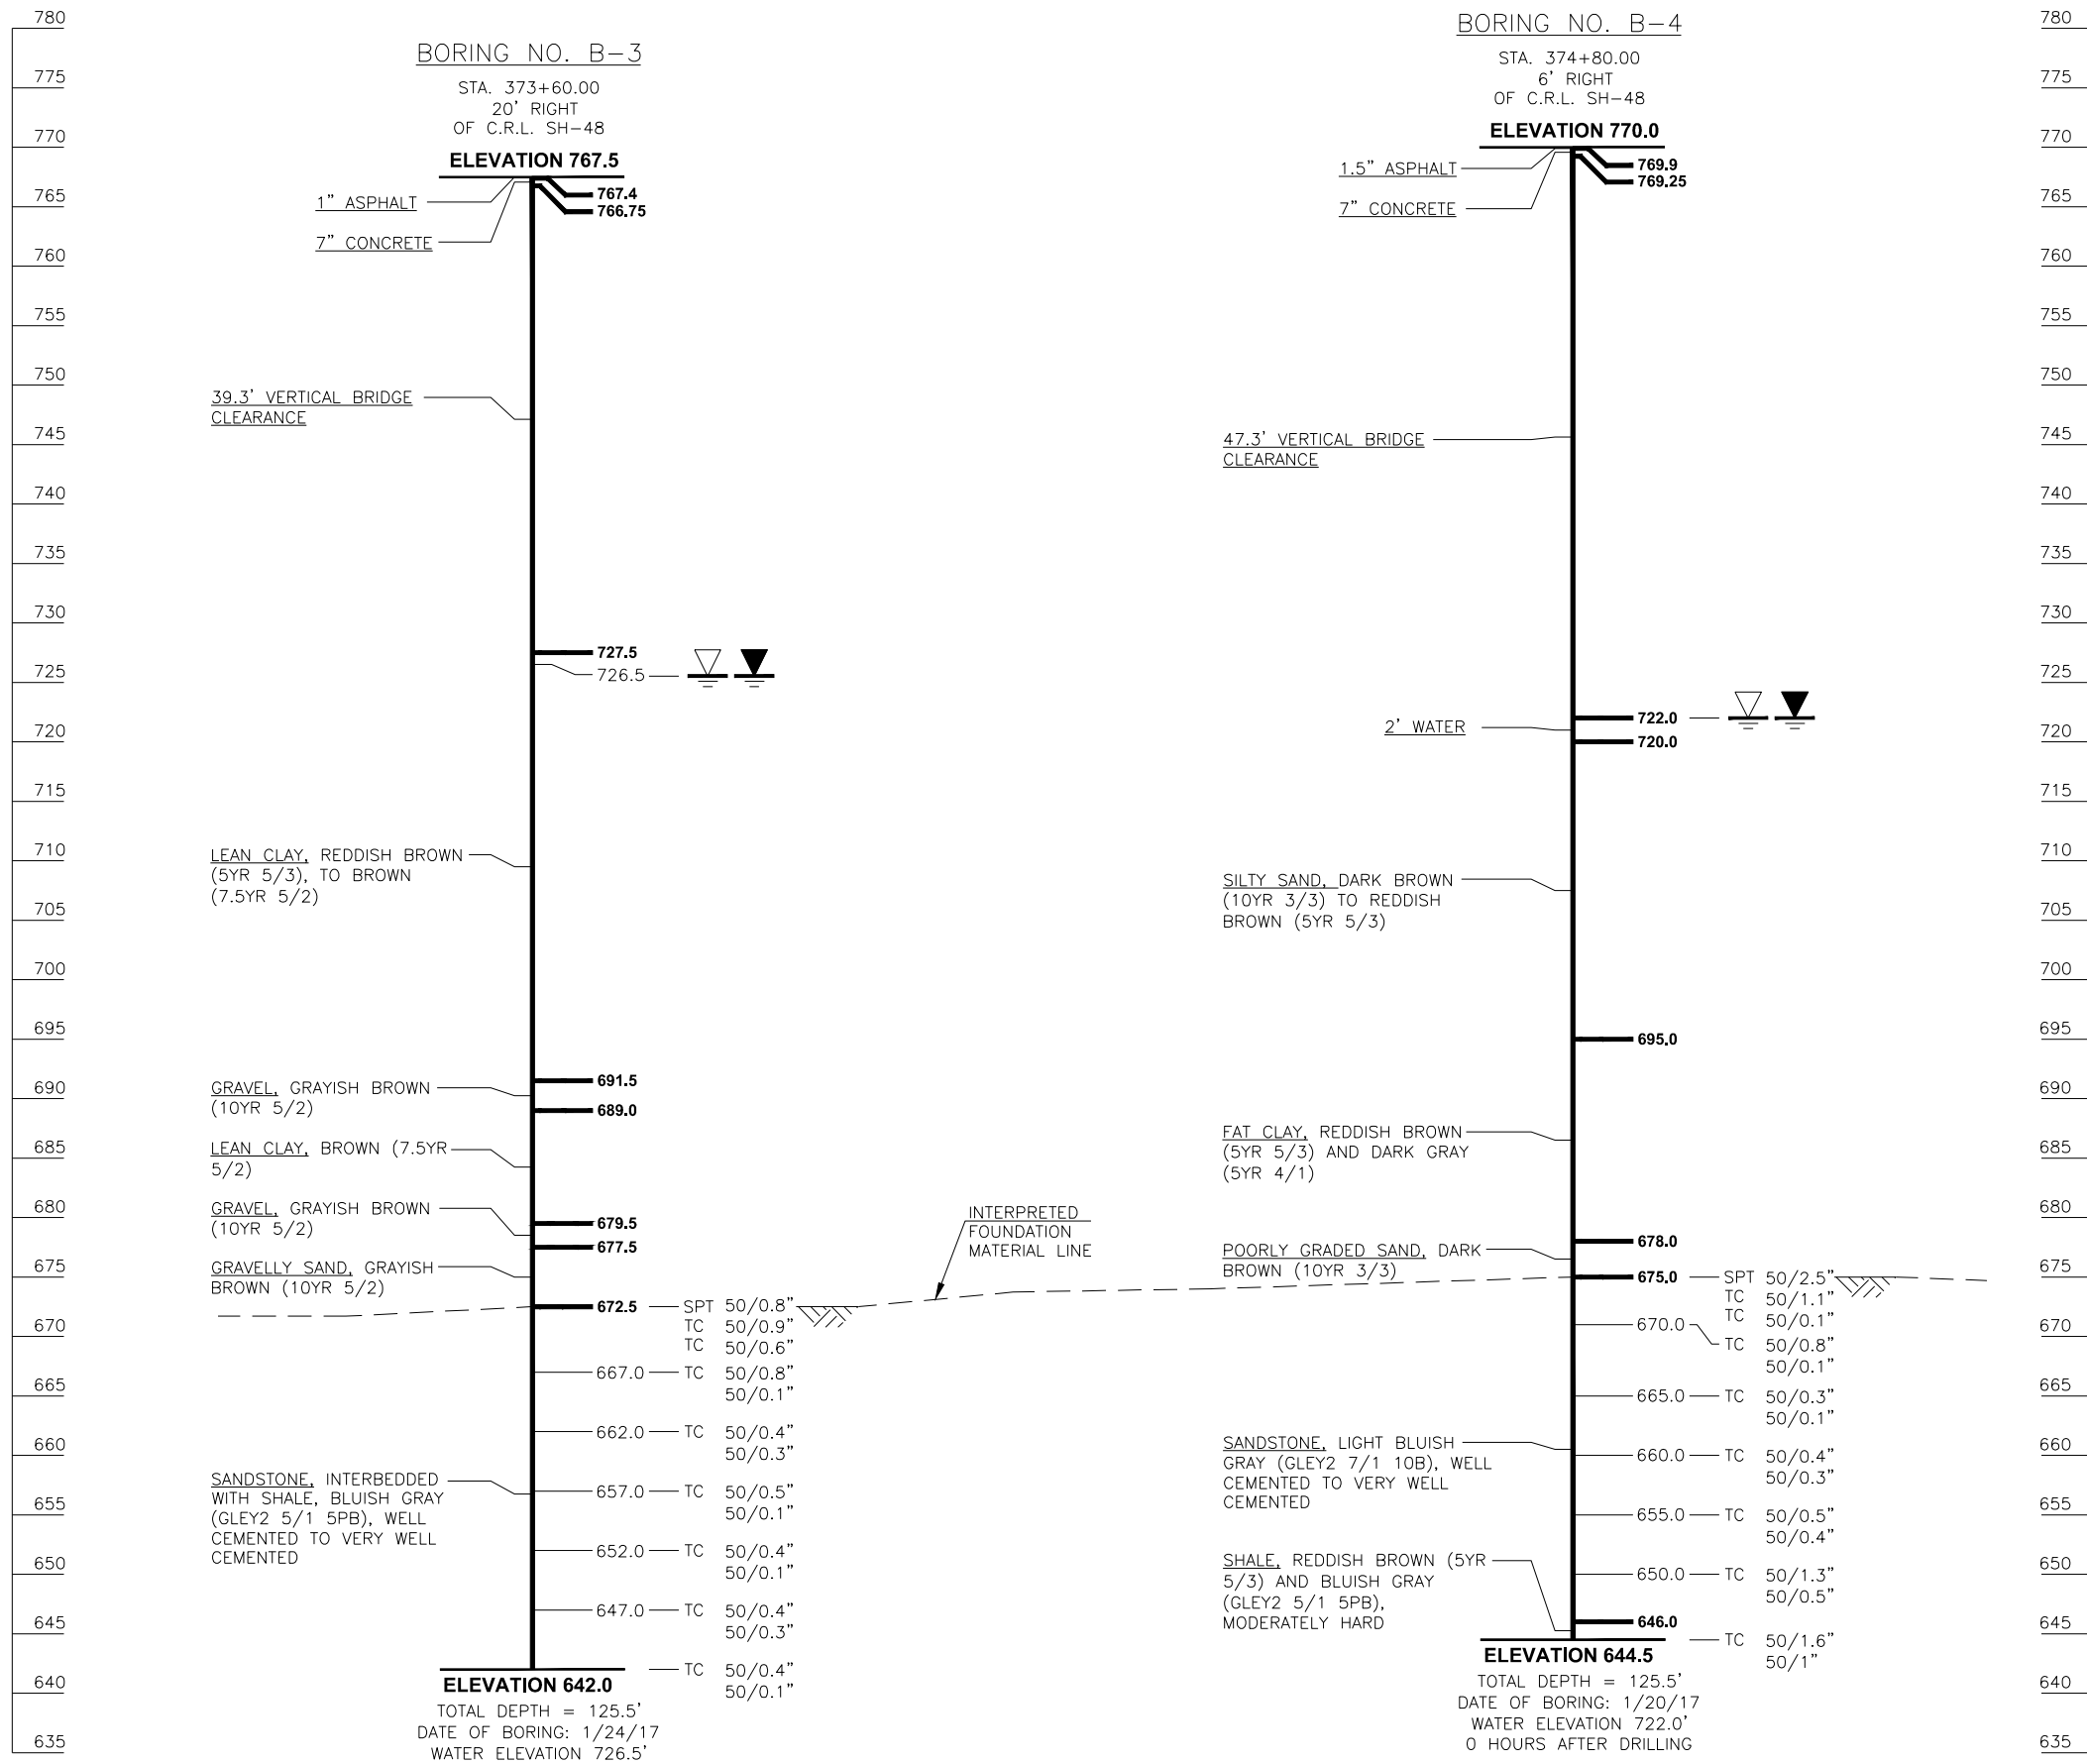 780
775
770
765
760
755
750
745
740
735
730
725
720
715
710
705
700
695
690
685
680
675
670
665
660
655
650
645
640
635
BORING NO. B-3
STA. 373+60.00
20' RIGHT
OF C.R.L. SH-48
ELEVATION 767.5
1" ASPHALT
7" CONCRETE
767.4
766.75
39.3' VERTICAL BRIDGE
CLEARANCE
727.5
726.5
LEAN CLAY, REDDISH BROWN
(5YR 5/3), TO BROWN
(7.5YR 5/2)
691.5
GRAVEL, GRAYISH BROWN
(10YR 5/2)
689.0
LEAN CLAY, BROWN (7.5YR
5/2)
GRAVEL, GRAYISH BROWN
(10YR 5/2)
679.5
677.5
GRAVELLY SAND, GRAYISH
BROWN (10YR 5/2)
672.5 SPT 50/0.8"
TC 50/0.9"
TC 50/0.6"
667.0 TC 50/0.8"
50/0.1"
662.0 TC 50/0.4"
50/0.3"
SANDSTONE, INTERBEDDED
WITH SHALE, BLUISH GRAY
(GLEY2 5/1 5PB), WELL
CEMENTED TO VERY WELL
CEMENTED
657.0 TC 50/0.5"
50/0.1"
652.0 TC 50/0.4"
50/0.1"
647.0 TC 50/0.4"
50/0.3"
TC 50/0.4"
50/0.1"
ELEVATION 642.0
TOTAL DEPTH = 125.5'
DATE OF BORING: 1/24/17
WATER ELEVATION 726.5'
INTERPRETED
FOUNDATION
MATERIAL LINE
BORING NO. B-4
STA. 374+80.00
6' RIGHT
OF C.R.L. SH-48
ELEVATION 770.0
1.5" ASPHALT
7" CONCRETE
769.9
769.25
47.3' VERTICAL BRIDGE
CLEARANCE
722.0
2' WATER
720.0
SILTY SAND, DARK BROWN
(10YR 3/3) TO REDDISH
BROWN (5YR 5/3)
695.0
FAT CLAY, REDDISH BROWN
(5YR 5/3) AND DARK GRAY
(5YR 4/1)
678.0
POORLY GRADED SAND, DARK
BROWN (10YR 3/3)
675.0 SPT 50/2.5"
TC 50/1.1"
TC 50/0.1"
670.0 TC 50/0.8"
50/0.1"
665.0 TC 50/0.3"
50/0.1"
SANDSTONE, LIGHT BLUISH
GRAY (GLEY2 7/1 10B), WELL
CEMENTED TO VERY WELL
CEMENTED
660.0 TC 50/0.4"
50/0.3"
655.0 TC 50/0.5"
50/0.4"
SHALE, REDDISH BROWN (5YR
5/3) AND BLUISH GRAY
(GLEY2 5/1 5PB),
MODERATELY HARD
650.0 TC 50/1.3"
50/0.5"
646.0
TC 50/1.6"
50/1"
ELEVATION 644.5
TOTAL DEPTH = 125.5'
DATE OF BORING: 1/20/17
WATER ELEVATION 722.0'
0 HOURS AFTER DRILLING
780
775
770
765
760
755
750
745
740
735
730
725
720
715
710
705
700
695
690
685
680
675
670
665
660
655
650
645
640
635